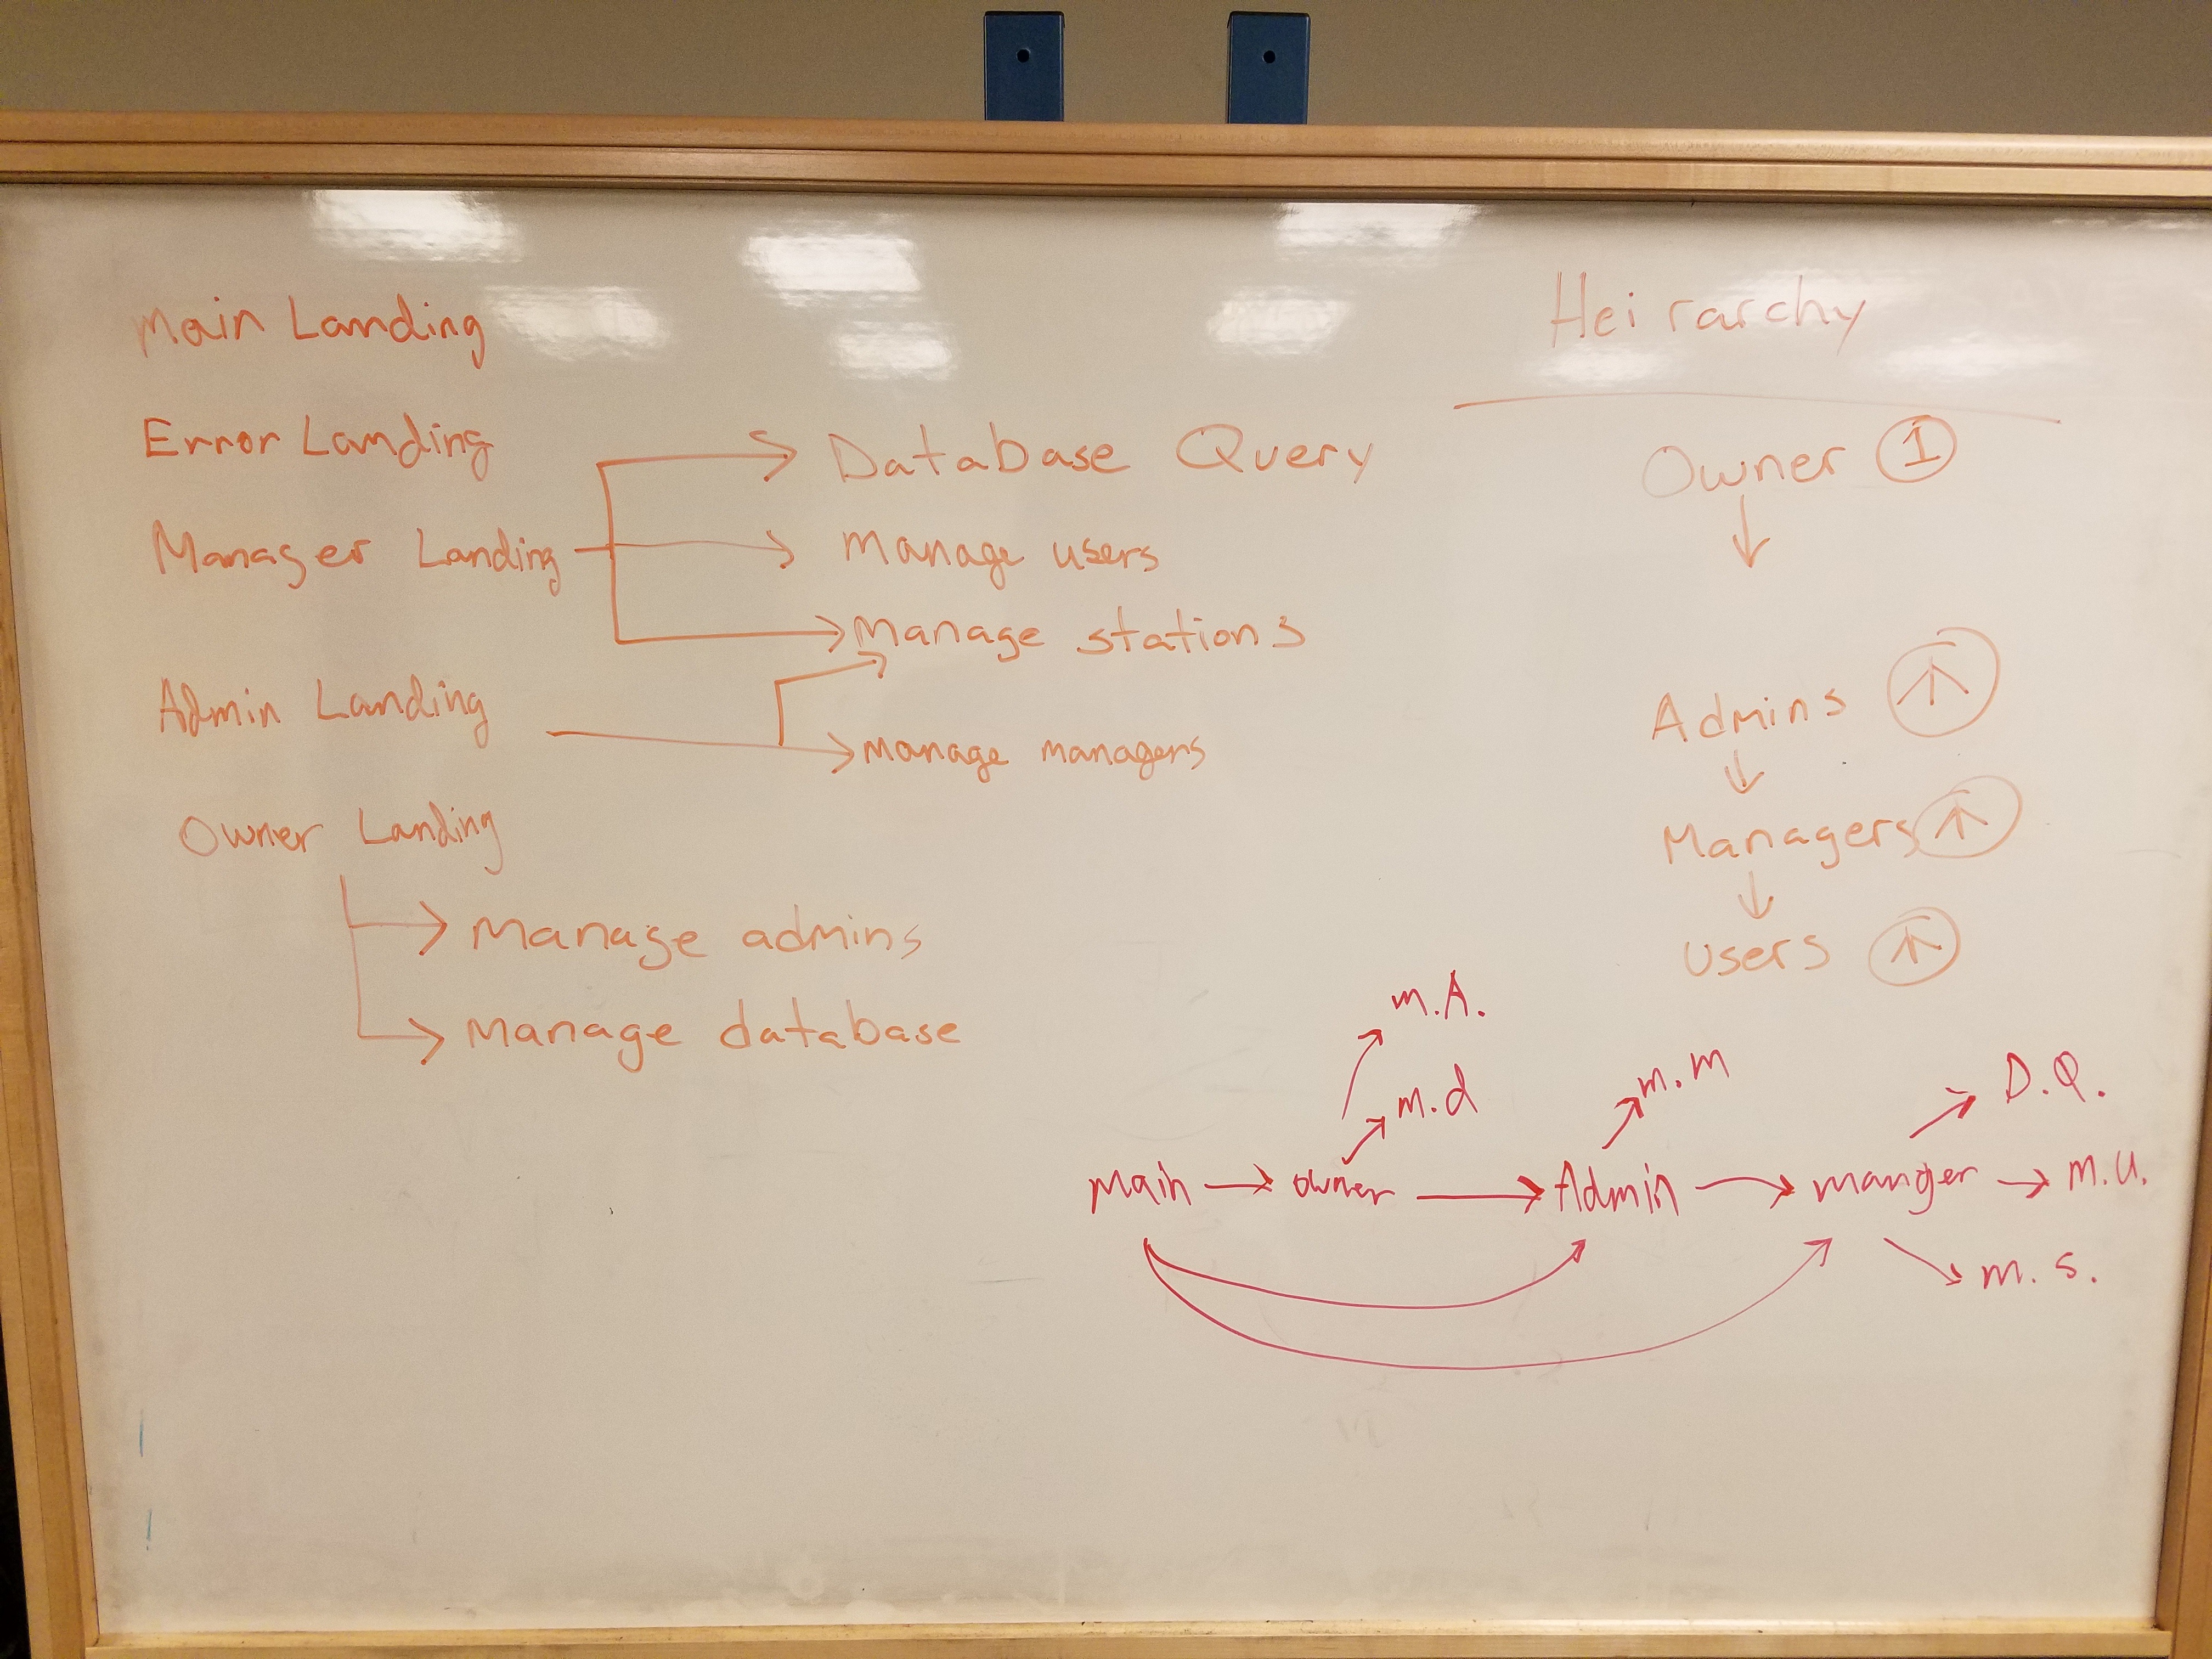 Main Landing
Error Landing
Manager Landing
Database Query
Manage users
Manage stations
Admin Landing
Manage managers
Owner Landing
Manage admins
Manage database
Heirarchy
Owner 1
Admins
Managers
Users
m.A.
m.d
m.m
D.Q.
Main → owner → Admin → manger → m.u.
m.s.